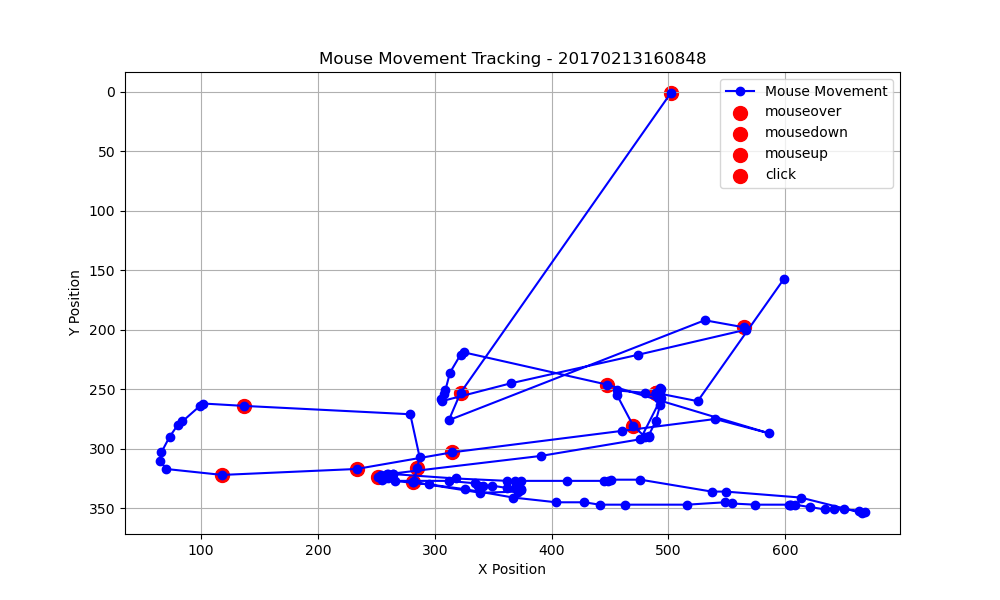 Mouse Movement Tracking - 20170213160848
Mouse Movement
mouseover
mousedown
mouseup
click
0
50
100
150
200
250
300
350
Y Position
100
200
300
400
500
600
X Position